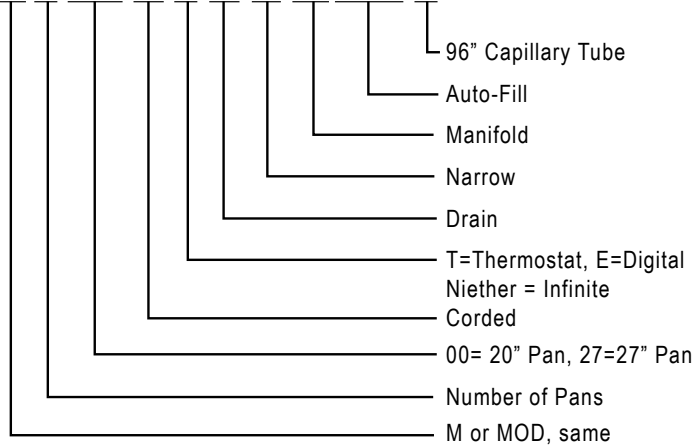 96” Capillary Tube
Auto-Fill
Manifold
Narrow
Drain
T=Thermostat, E=Digital
Niether = Infinite
Corded
00= 20” Pan, 27=27” Pan
Number of Pans
M or MOD, same